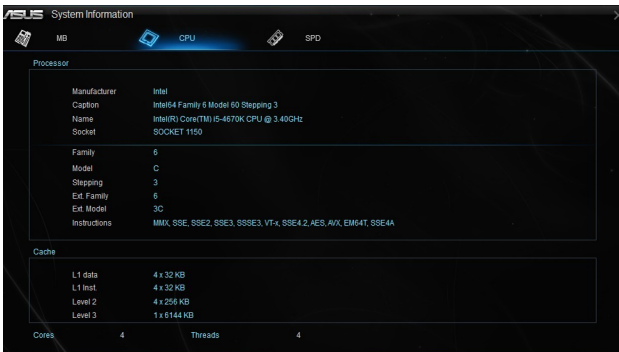 ASUS System Information
MB CPU SPD
Processor
Manufacturer Intel
Caption Intel64 Family 6 Model 60 Stepping 3
Name Intel(R) Core(TM) i5-4670K CPU @ 3.40GHz
Socket SOCKET 1150
Family 6
Model C
Stepping 3
Ext. Family 6
Ext. Model 3C
Instructions MMX, SSE, SSE2, SSE3, SSSE3, VT-x, SSE4.2, AES, AVX, EM64T, SSE4A
Cache
L1 data 4 x 32 KB
L1 Inst. 4 x 32 KB
Level 2 4 x 256 KB
Level 3 1 x 6144 KB
Cores 4 Threads 4